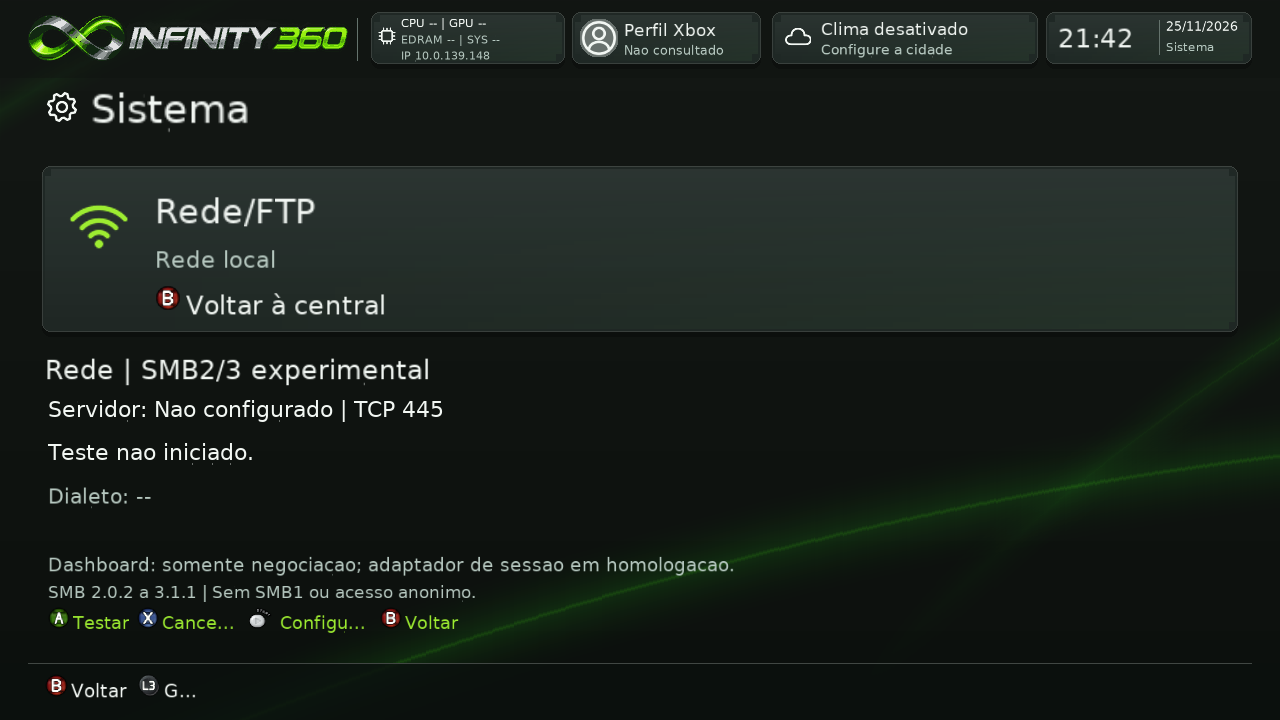 INFINITY 360
CPU -- | GPU --
EDRAM -- | SYS --
IP 10.0.139.148
Perfil Xbox
Nao consultado
Clima desativado
Configure a cidade
21:42
25/11/2026
Sistema
Sistema
Rede/FTP
Rede local
B Voltar à central
Rede | SMB2/3 experimental
Servidor: Nao configurado | TCP 445
Teste nao iniciado.
Dialeto: --
Dashboard: somente negociacao; adaptador de sessao em homologacao.
SMB 2.0.2 a 3.1.1 | Sem SMB1 ou acesso anonimo.
A Testar X Cance... Configu... B Voltar
B Voltar L3 G...